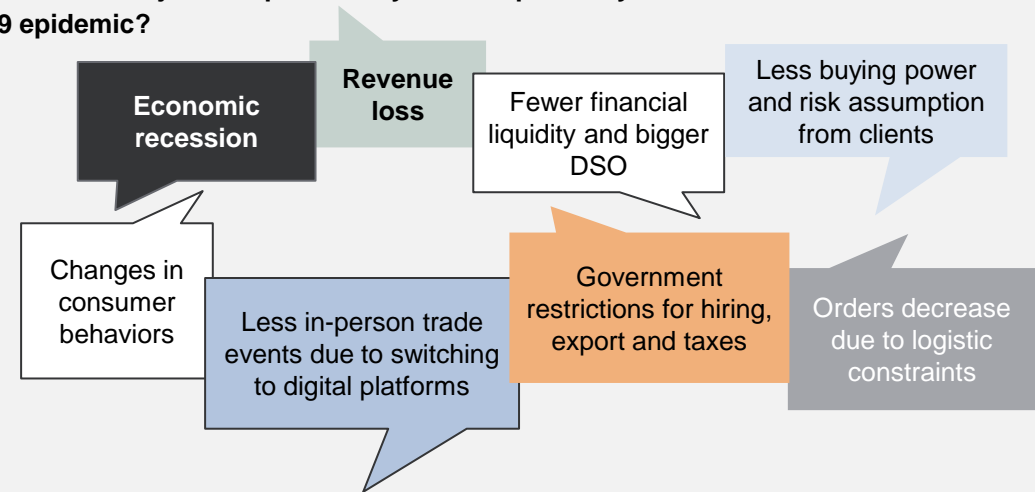 9 epidemic?
Economic
recession
Revenue
loss
Fewer financial
liquidity and bigger
DSO
Less buying power
and risk assumption
from clients
Changes in
consumer
behaviors
Less in-person trade
events due to switching
to digital platforms
Government
restrictions for hiring,
export and taxes
Orders decrease
due to logistic
constraints